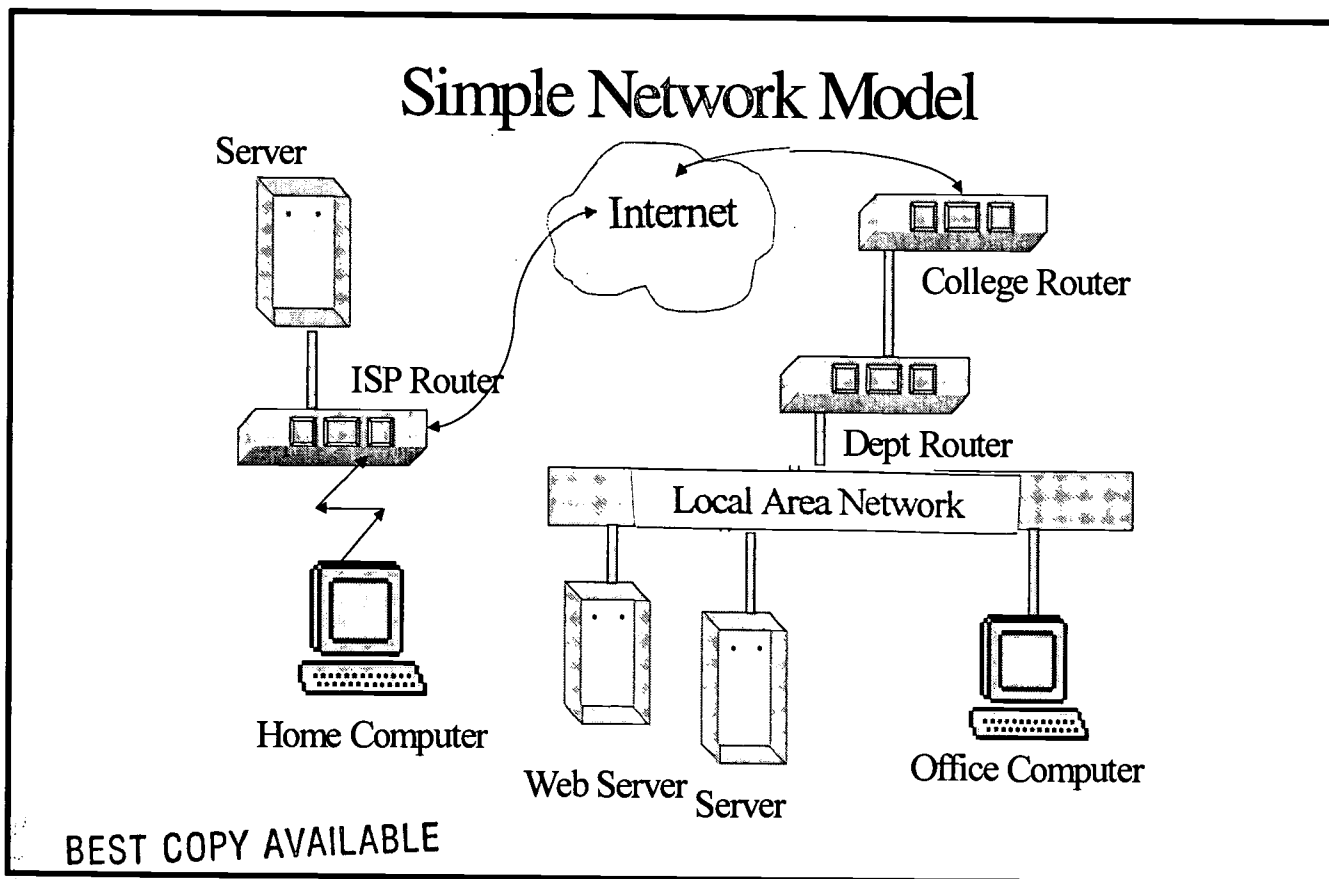 Simple Network Model
Server
Internet
College Router
ISP Router
Dept Router
Local Area Network
Home Computer
Web Server
Server
Office Computer
BEST COPY AVAILABLE